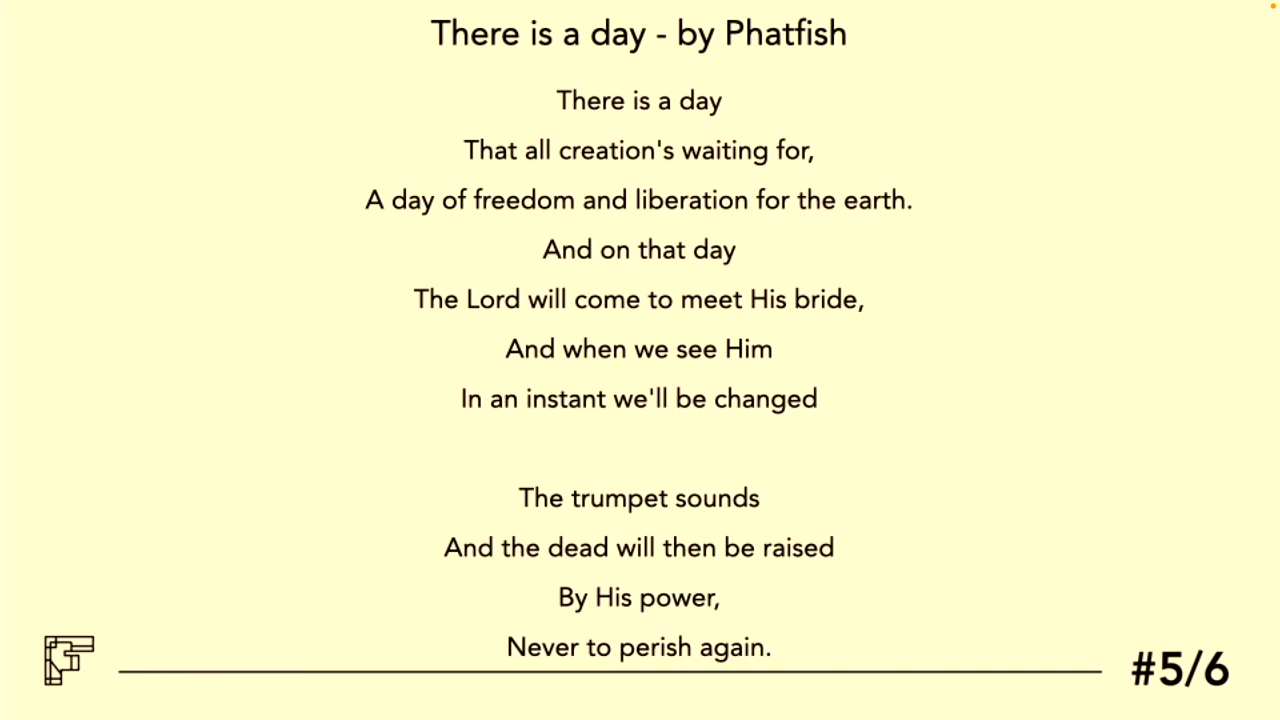 There is a day - by Phatfish
There is a day
That all creation's waiting for,
A day of freedom and liberation for the earth.
And on that day
The Lord will come to meet His bride,
And when we see Him
In an instant we'll be changed
The trumpet sounds
And the dead will then be raised
By His power,
Never to perish again.
#5/6